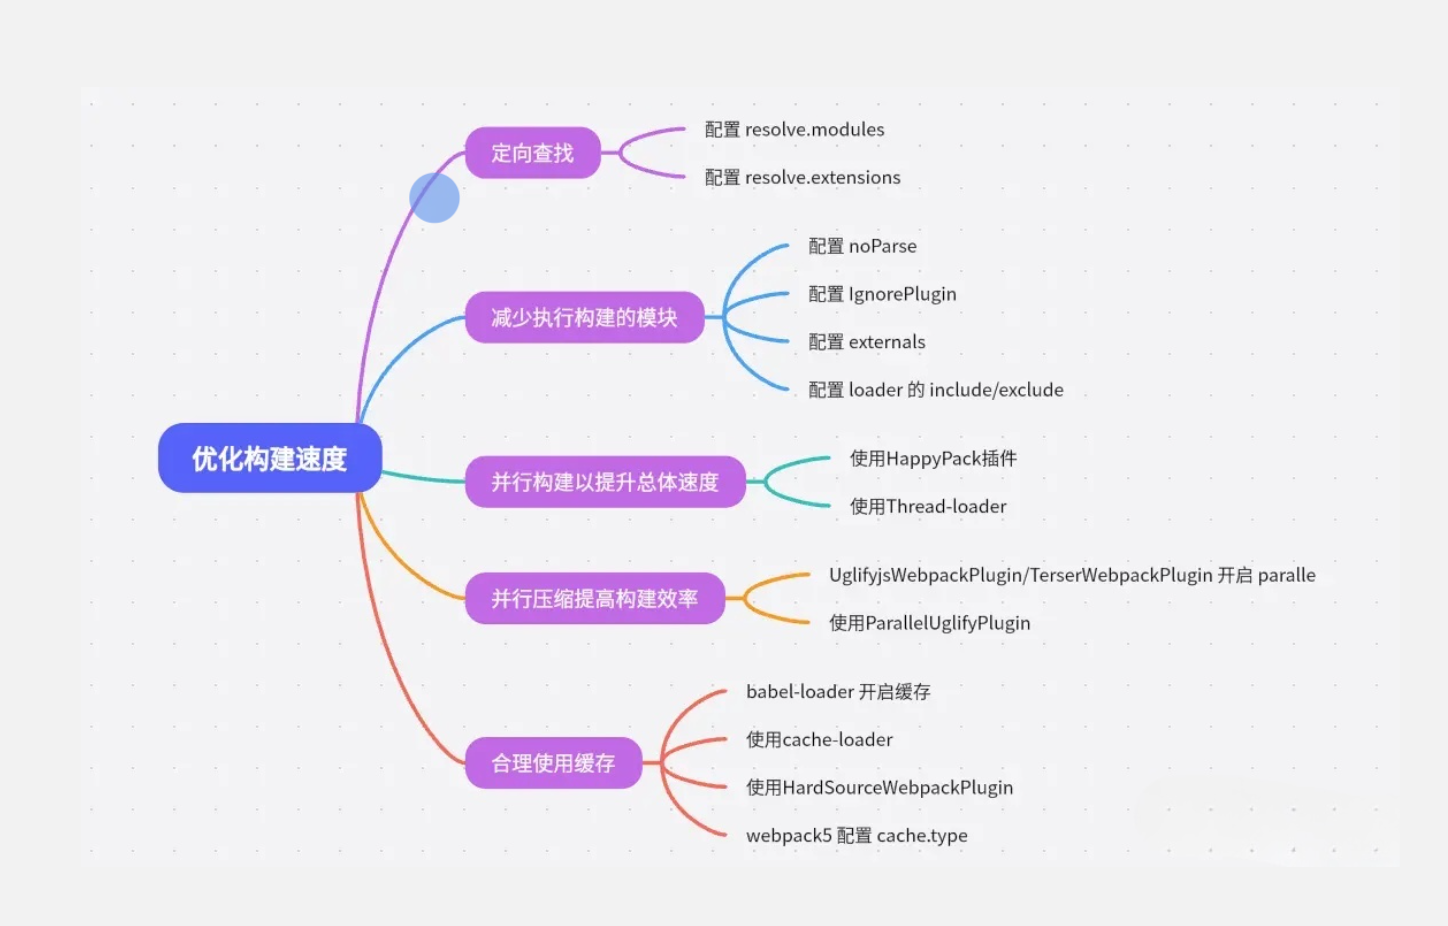 优化构建速度
定向查找
配置 resolve.modules
配置 resolve.extensions
减少执行构建的模块
配置 noParse
配置 IgnorePlugin
配置 externals
配置 loader 的 include/exclude
并行构建以提升总体速度
使用HappyPack插件
使用Thread-loader
并行压缩提高构建效率
UglifyjsWebpackPlugin/TerserWebpackPlugin 开启 paralle
使用ParallelUglifyPlugin
合理使用缓存
babel-loader 开启缓存
使用cache-loader
使用HardSourceWebpackPlugin
webpack5 配置 cache.type